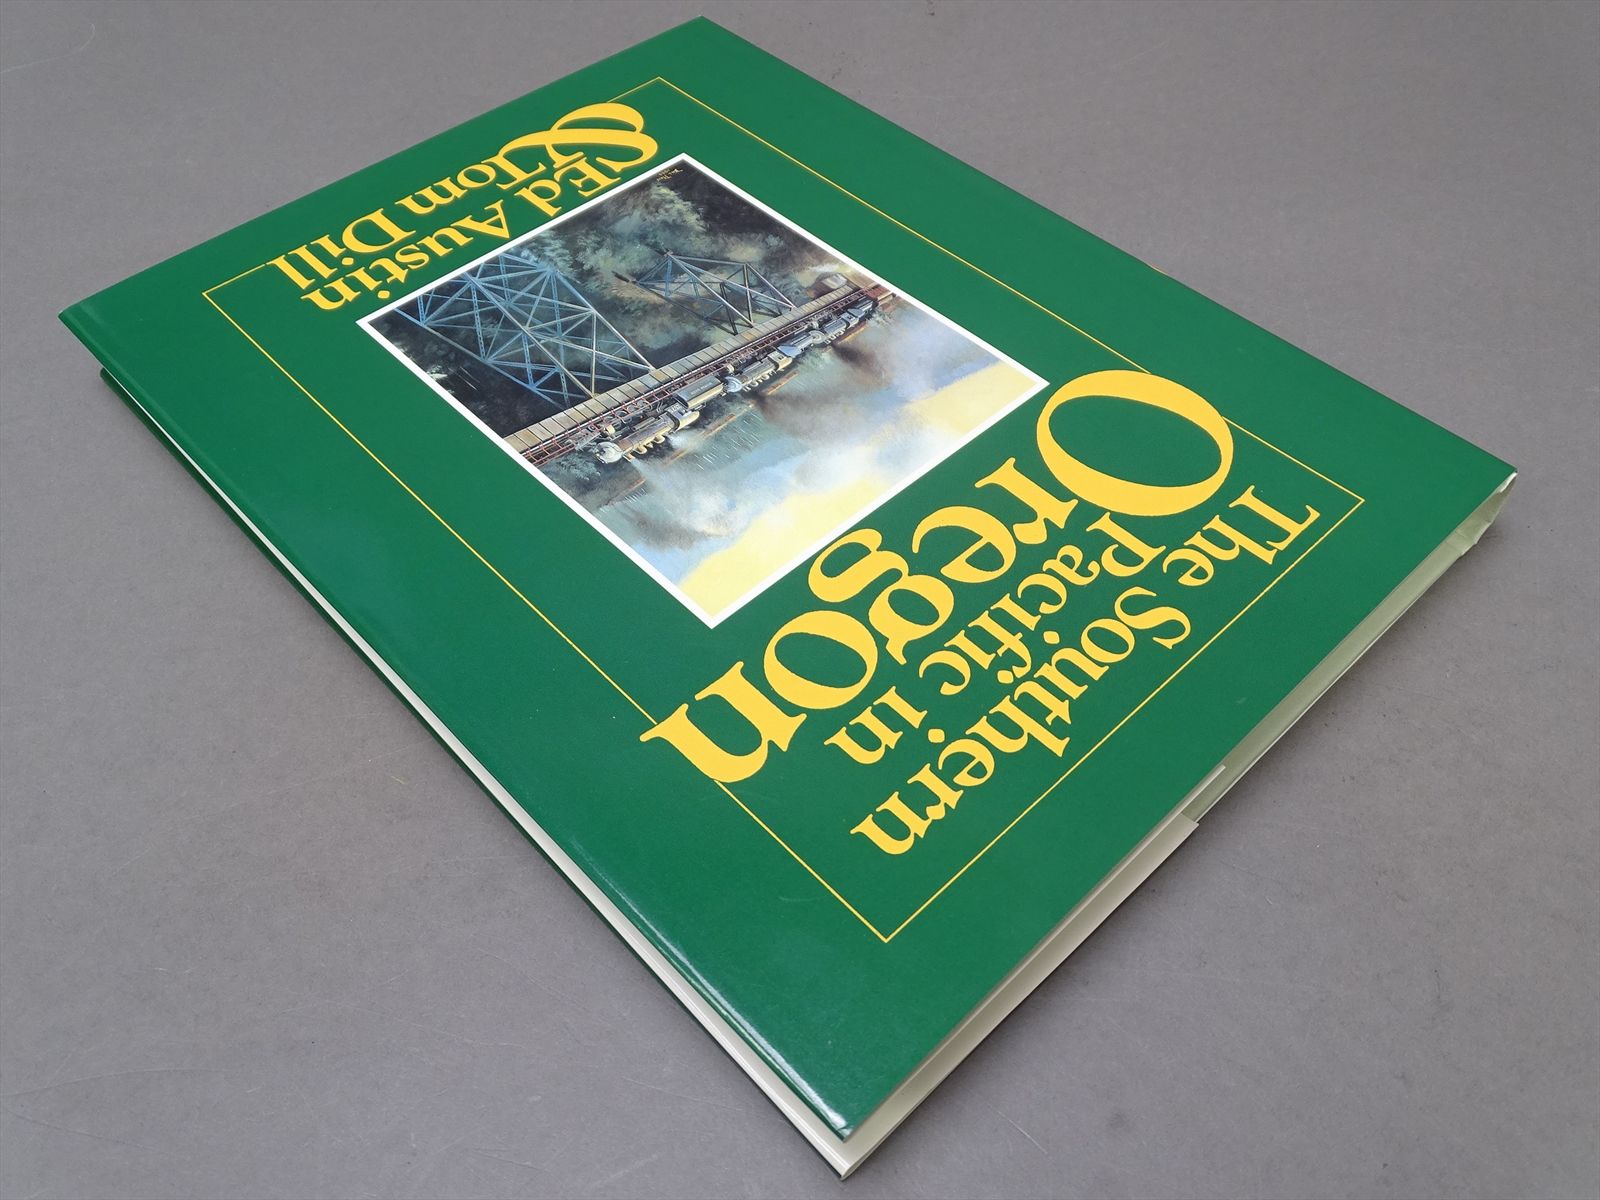 The Southern
Pacific in
Oregon
Ed Austin
& Tom Dill